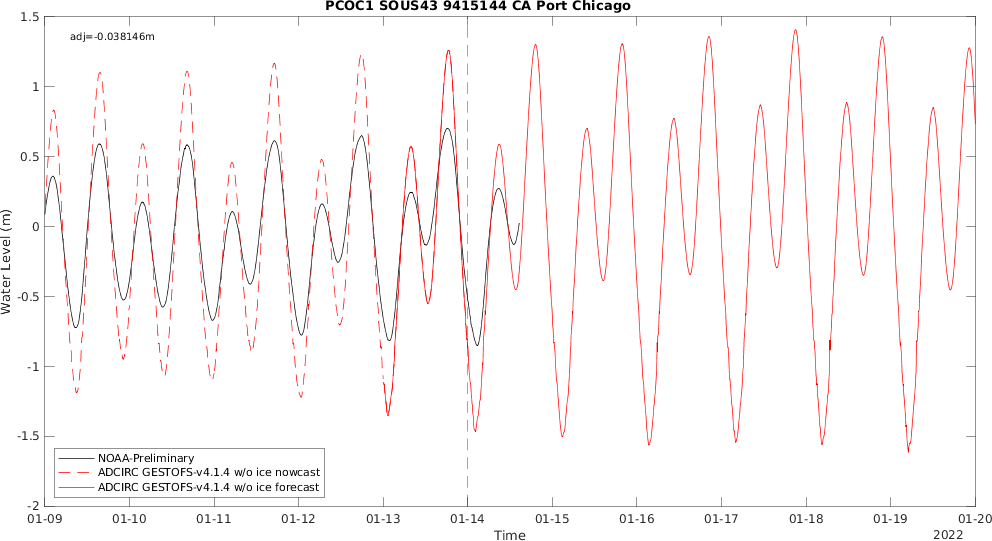 PCOC1 SOUS43 9415144 CA Port Chicago
adj=-0.038146m
1.5
1
0.5
0
-0.5
-1
-1.5
-2
Water Level (m)
NOAA-Preliminary
ADCIRC GESTOFS-v4.1.4 w/o ice nowcast
ADCIRC GESTOFS-v4.1.4 w/o ice forecast
01-09 01-10 01-11 01-12 01-13 01-14 01-15 01-16 01-17 01-18 01-19 01-20
Time
2022